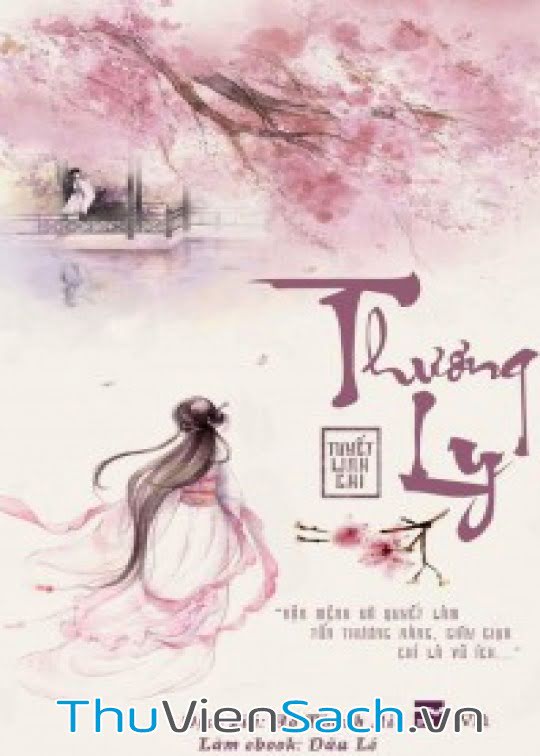 Thương
Ly
TUYẾT
LINH
CHI
"VẬN MỆNH ĐÃ QUYẾT LÀM
TỔN THƯƠNG NÀNG, GIÃY GIỤA
CHỈ LÀ VÔ ÍCH..."
ThuVienSach.vn
Làm ebook: Dâu Lê